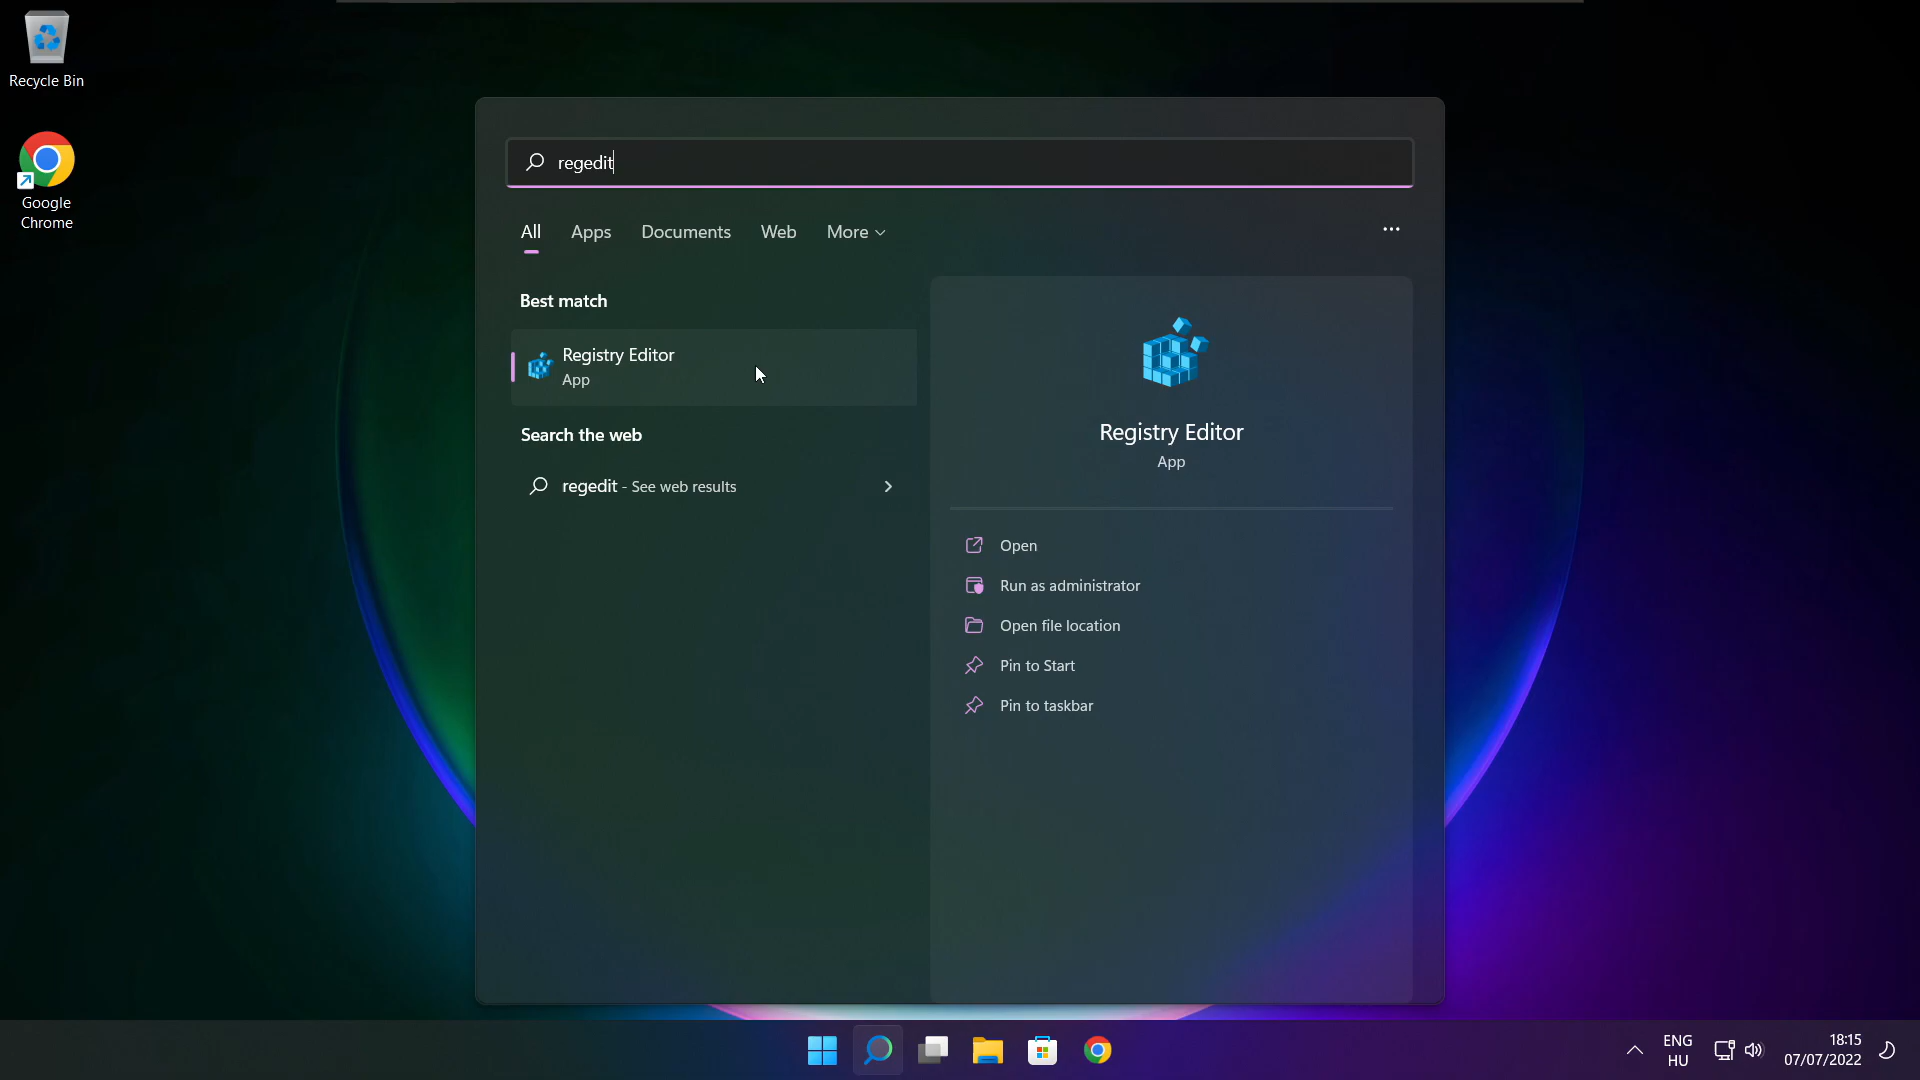 Recycle Bin
Google
Chrome
regedit
All Apps Documents Web More
Best match
Registry Editor
App
Search the web
regedit - See web results
Registry Editor
App
Open
Run as administrator
Open file location
Pin to Start
Pin to taskbar
ENG
HU
18:15
07/07/2022